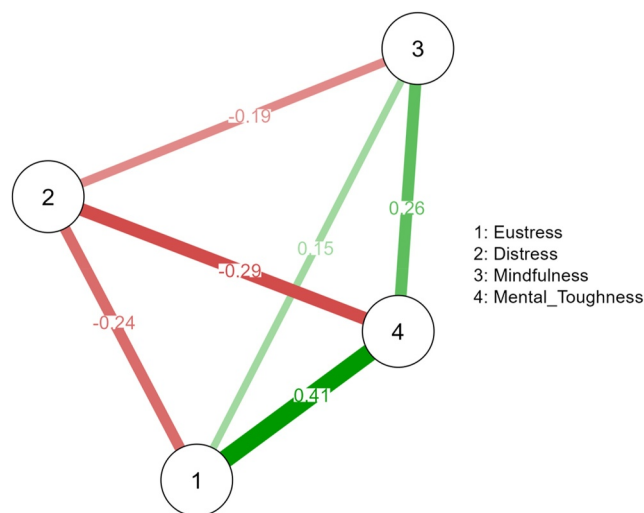 3
-0.19
2
0.26
1: Eustress
2: Distress
3: Mindfulness
4: Mental_Toughness
0.15
-0.29
-0.24
4
0.41
1